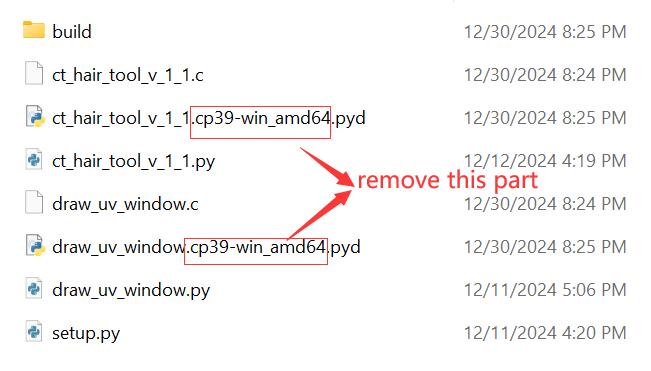 build 12/30/2024 8:25 PM
ct_hair_tool_v_1_1.c 12/30/2024 8:24 PM
ct_hair_tool_v_1_1.cp39-win_amd64.pyd 12/30/2024 8:25 PM
ct_hair_tool_v_1_1.py 12/12/2024 4:19 PM
remove this part
draw_uv_window.c 12/30/2024 8:24 PM
draw_uv_window.cp39-win_amd64.pyd 12/30/2024 8:25 PM
draw_uv_window.py 12/11/2024 5:06 PM
setup.py 12/11/2024 4:20 PM